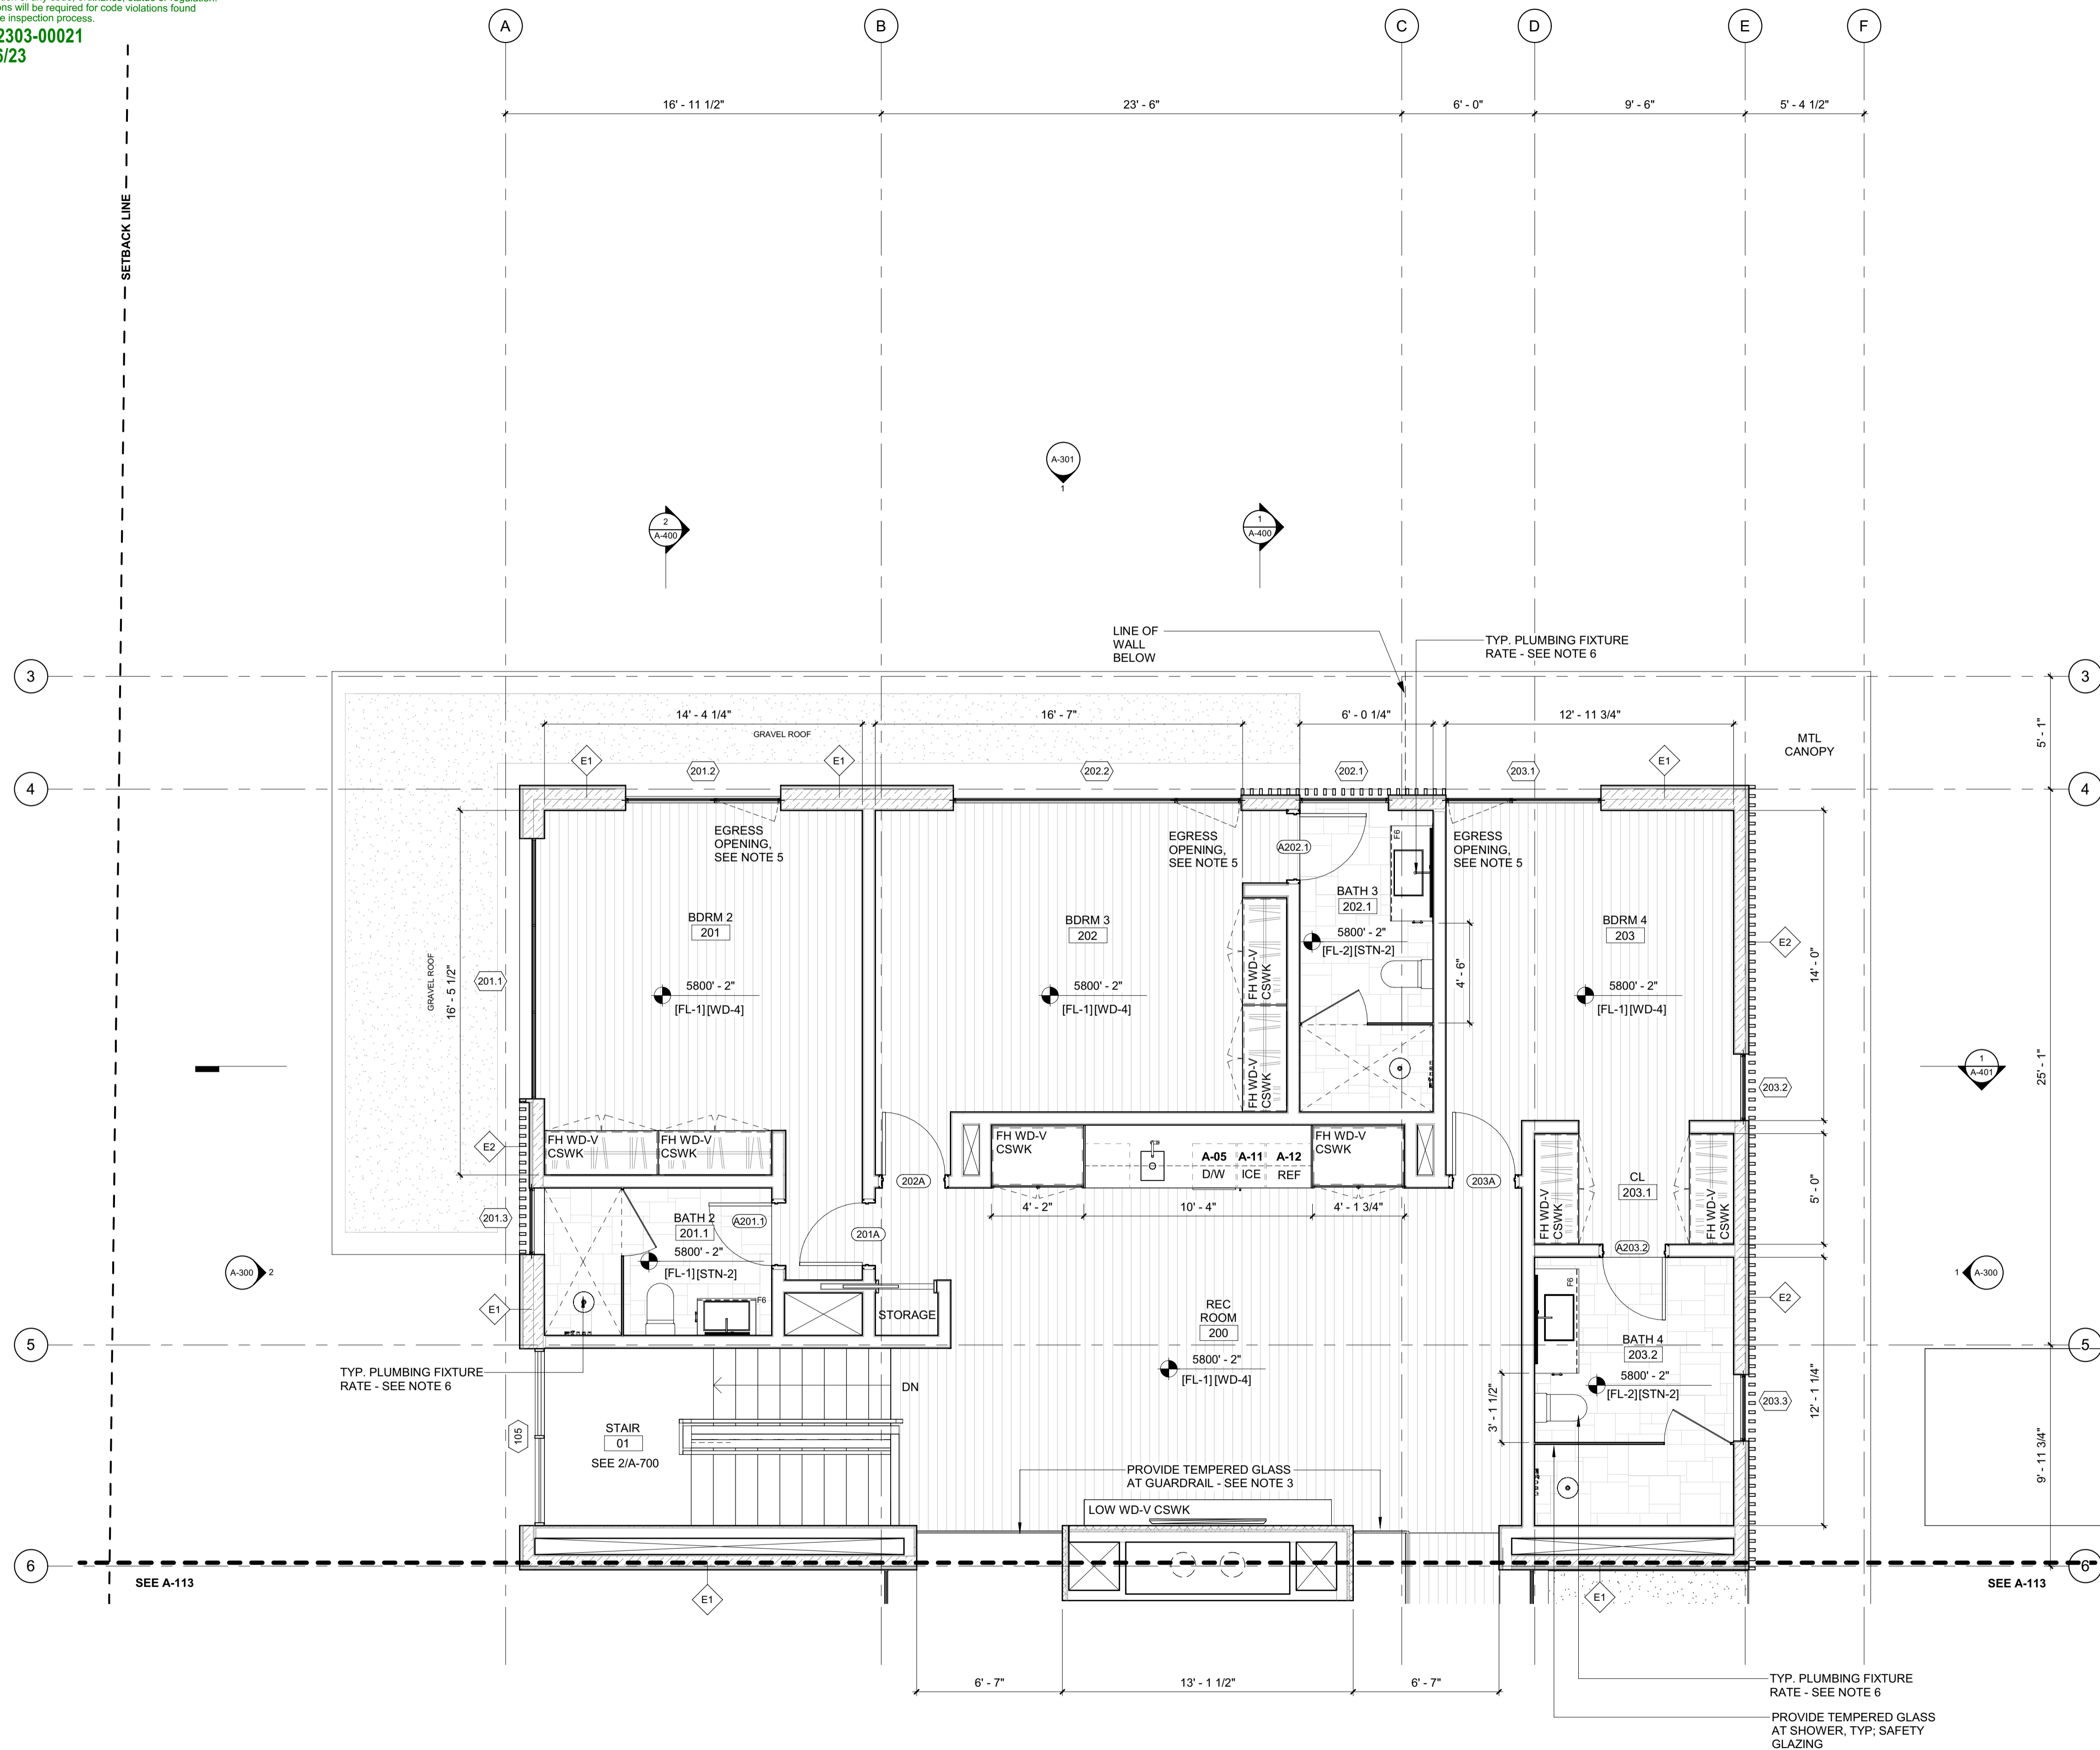 ons will be required for code violations found
e inspection process.
2303-00021
6/23
A
B
C
D
E
F
16' - 11 1/2"
23' - 6"
6' - 0"
9' - 6"
5' - 4 1/2"
SETBACK LINE
A-301
1
2
A-400
1
A-400
LINE OF
WALL
BELOW
TYP. PLUMBING FIXTURE
RATE - SEE NOTE 6
3
3
14' - 4 1/4"
16' - 7"
6' - 0 1/4"
12' - 11 3/4"
GRAVEL ROOF
MTL
CANOPY
5' - 1"
E1
201.2
E1
202.2
202.1
203.1
E1
4
4
EGRESS
OPENING,
SEE NOTE 5
EGRESS
OPENING,
SEE NOTE 5
A202.1
F6
EGRESS
OPENING,
SEE NOTE 5
BATH 3
202.1
5800' - 2"
[FL-2][STN-2]
BDRM 2
201
BDRM 3
202
BDRM 4
203
E2
14' - 0"
GRAVEL ROOF
16' - 5 1/2"
201.1
5800' - 2"
[FL-1][WD-4]
5800' - 2"
[FL-1][WD-4]
FH WD-V
CSWK
FH WD-V
CSWK
4' - 6"
5800' - 2"
[FL-1][WD-4]
25' - 1"
1
A-401
203.2
E2
FH WD-V
CSWK
FH WD-V
CSWK
FH WD-V
CSWK
A-05
D/W
A-11
ICE
A-12
REF
FH WD-V
CSWK
202A
203A
CL
203.1
FH WD-V
CSWK
FH WD-V
CSWK
5' - 0"
201.3
BATH 2
201.1
A201.1
5800' - 2"
[FL-1][STN-2]
201A
4' - 2"
10' - 4"
4' - 1 3/4"
A203.2
A-300
2
1
A-300
E1
F6
STORAGE
REC
ROOM
200
5800' - 2"
[FL-1][WD-4]
F6
E2
BATH 4
203.2
5800' - 2"
[FL-2][STN-2]
5
5
TYP. PLUMBING FIXTURE
RATE - SEE NOTE 6
DN
3' - 1 1/2"
203.3
12' - 1 1/4"
105
STAIR
01
SEE 2/A-700
PROVIDE TEMPERED GLASS
AT GUARDRAIL - SEE NOTE 3
LOW WD-V CSWK
9' - 11 3/4"
6
6
SEE A-113
SEE A-113
E1
E1
6' - 7"
13' - 1 1/2"
6' - 7"
TYP. PLUMBING FIXTURE
RATE - SEE NOTE 6
PROVIDE TEMPERED GLASS
AT SHOWER, TYP; SAFETY
GLAZING